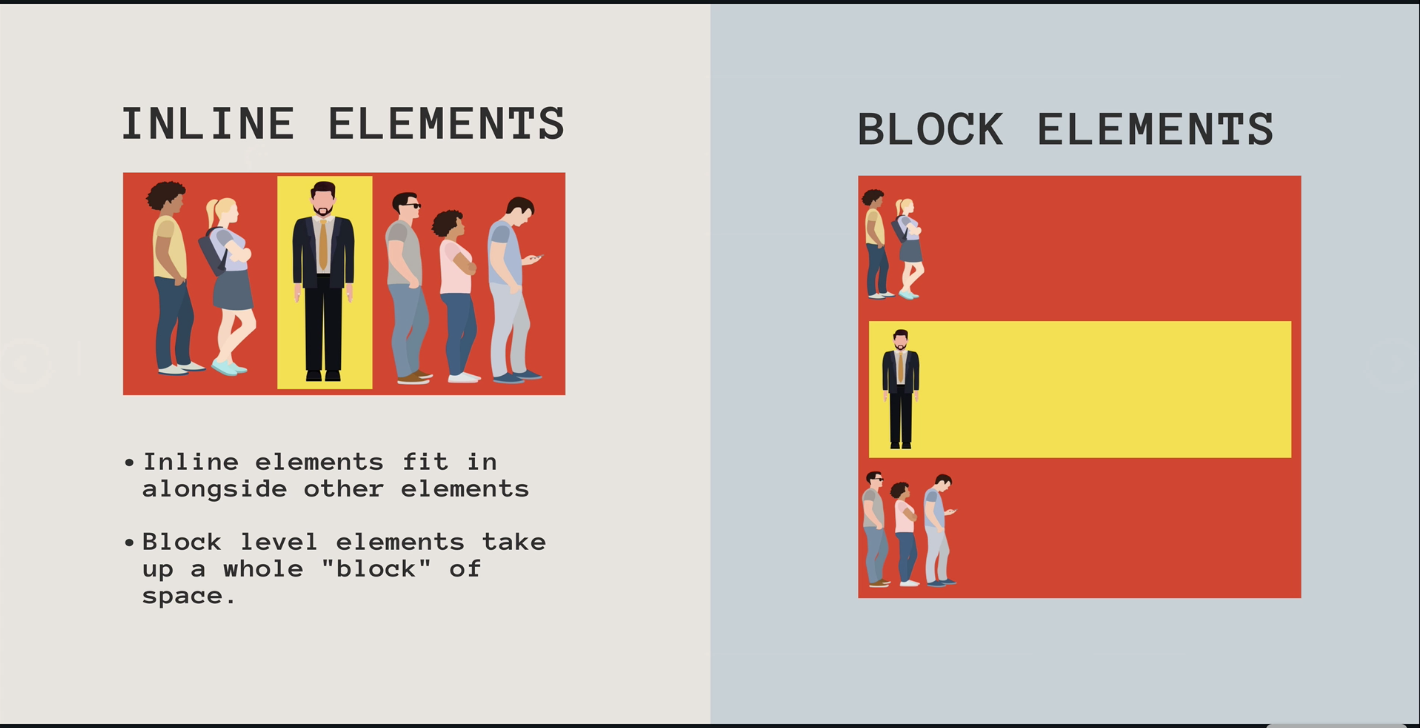 INLINE ELEMENTS
• Inline elements fit in
alongside other elements
• Block level elements take
up a whole "block" of
space.
BLOCK ELEMENTS